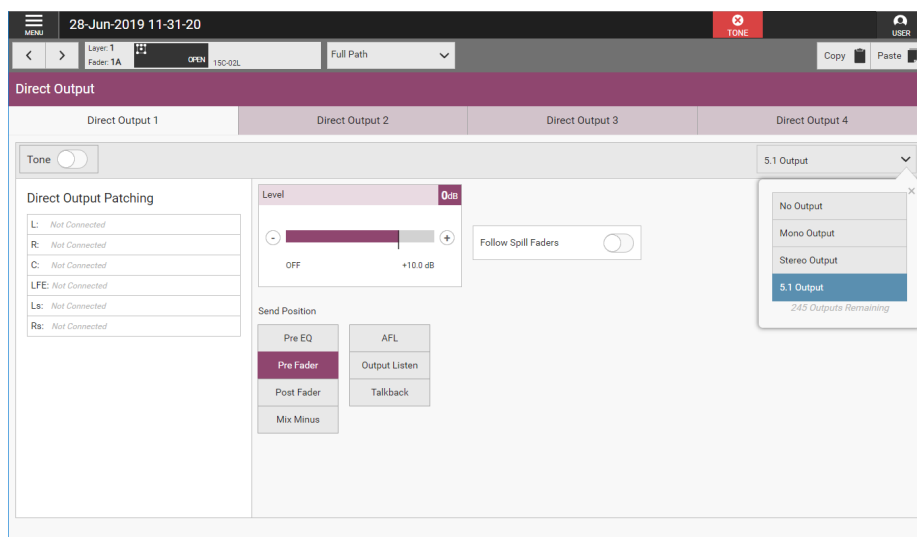 MENU 28-Jun-2019 11-31-20 TONE USER
Layer: 1
Fader: 1A OPEN 15C-02L
Full Path Copy Paste
Direct Output
Direct Output 1 Direct Output 2 Direct Output 3 Direct Output 4
Tone 5.1 Output
Direct Output Patching
L: Not Connected
R: Not Connected
C: Not Connected
LFE: Not Connected
Ls: Not Connected
Rs: Not Connected
Level 0dB
- +
OFF +10.0 dB
Follow Spill Faders
Send Position
Pre EQ AFL
Pre Fader Output Listen
Post Fader Talkback
Mix Minus
No Output
Mono Output
Stereo Output
5.1 Output
245 Outputs Remaining